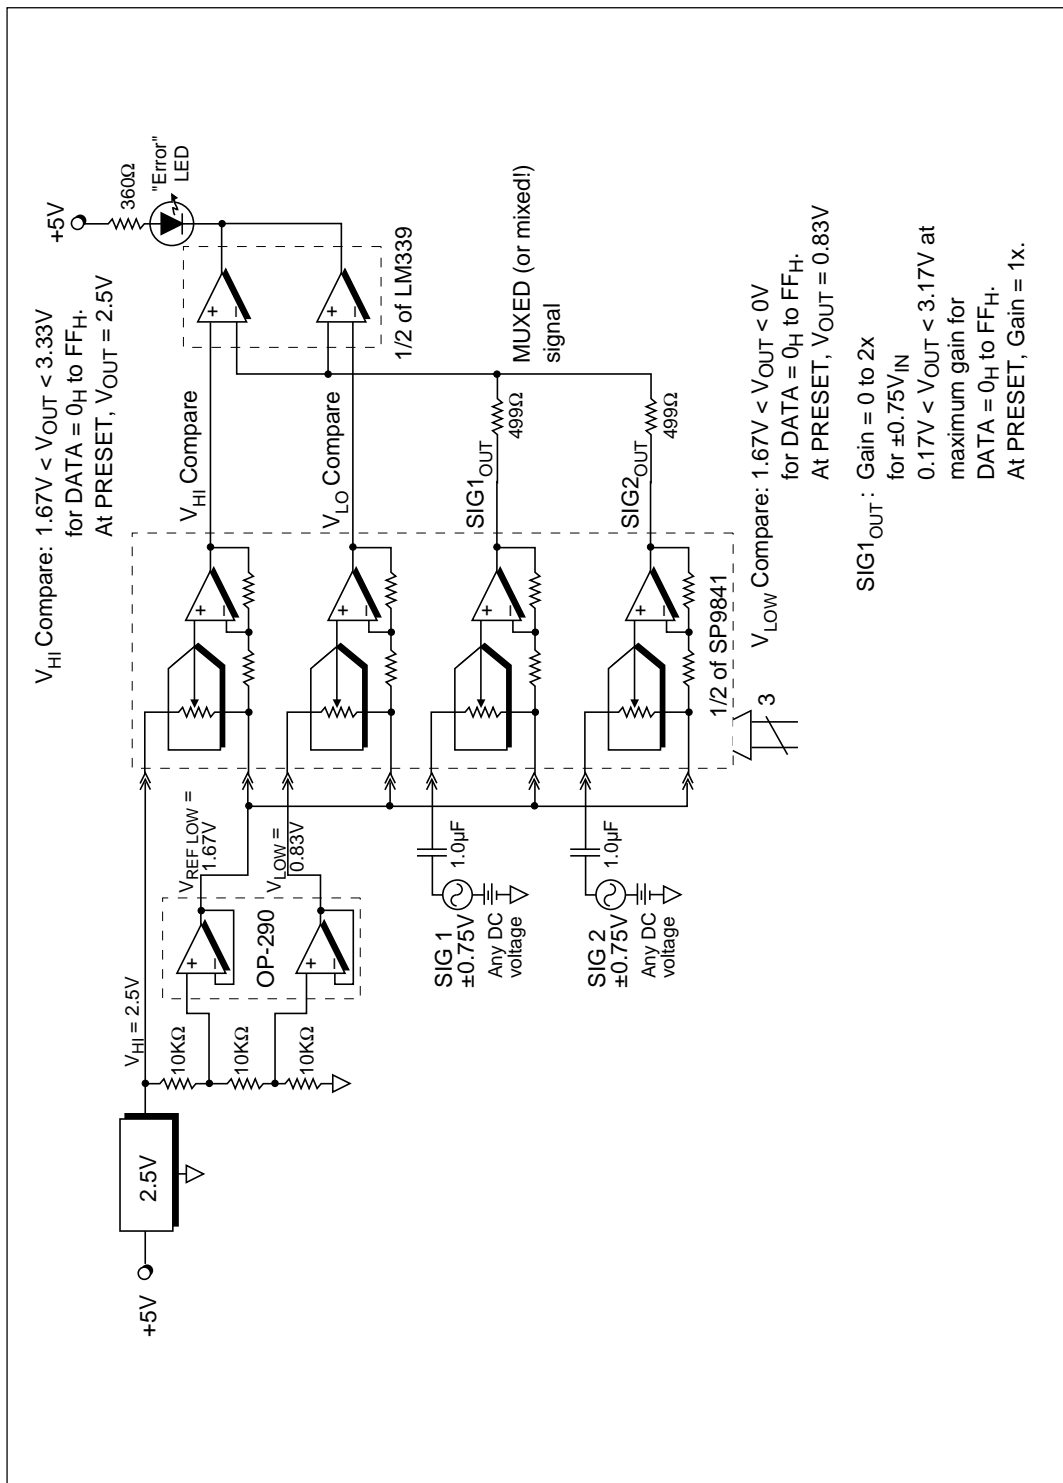 V_HI Compare: 1.67V < V_OUT < 3.33V
for DATA = 0_H to FF_H.
At PRESET, V_OUT = 2.5V
+5V
360Ω
"Error"
LED
1/2 of LM339
+
–
+
–
V_HI Compare
V_LO Compare
MUXED (or mixed!)
signal
SIG1_OUT
499Ω
SIG2_OUT
499Ω
+
–
+
–
+
–
+
–
1/2 of SP9841
3
V_HI = 2.5V
V_REF LOW =
1.67V
V_LOW =
0.83V
OP-290
+
–
+
–
10KΩ
10KΩ
10KΩ
2.5V
+5V
1.0µF
SIG 1
±0.75V
Any DC
voltage
1.0µF
SIG 2
±0.75V
Any DC
voltage
V_LOW Compare: 1.67V < V_OUT < 0V
for DATA = 0_H to FF_H.
At PRESET, V_OUT = 0.83V
SIG1_OUT : Gain = 0 to 2x
for ±0.75V_IN
0.17V < V_OUT < 3.17V at
maximum gain for
DATA = 0_H to FF_H.
At PRESET, Gain = 1x.